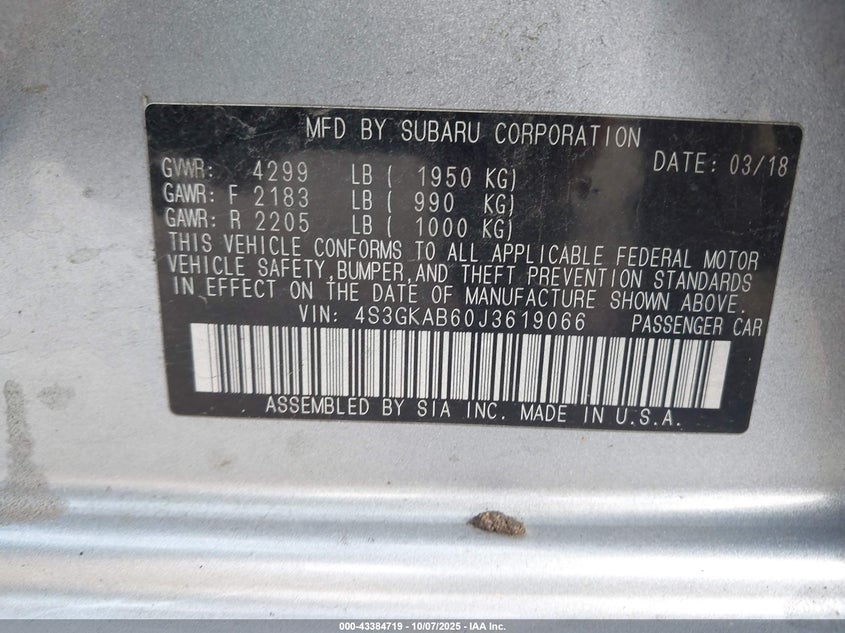 MFD BY SUBARU CORPORATION
DATE: 03/18
GVWR: 4299 LB ( 1950 KG)
GAWR: F 2183 LB ( 990 KG)
GAWR: R 2205 LB ( 1000 KG)
THIS VEHICLE CONFORMS TO ALL APPLICABLE FEDERAL MOTOR
VEHICLE SAFETY,BUMPER,AND THEFT PREVENTION STANDARDS
IN EFFECT ON THE DATE OF MANUFACTURE SHOWN ABOVE.
VIN: 4S3GKAB60J3619066 PASSENGER CAR
ASSEMBLED BY SIA INC. MADE IN U.S.A.
000-43384719 - 10/07/2025 - IAA Inc.